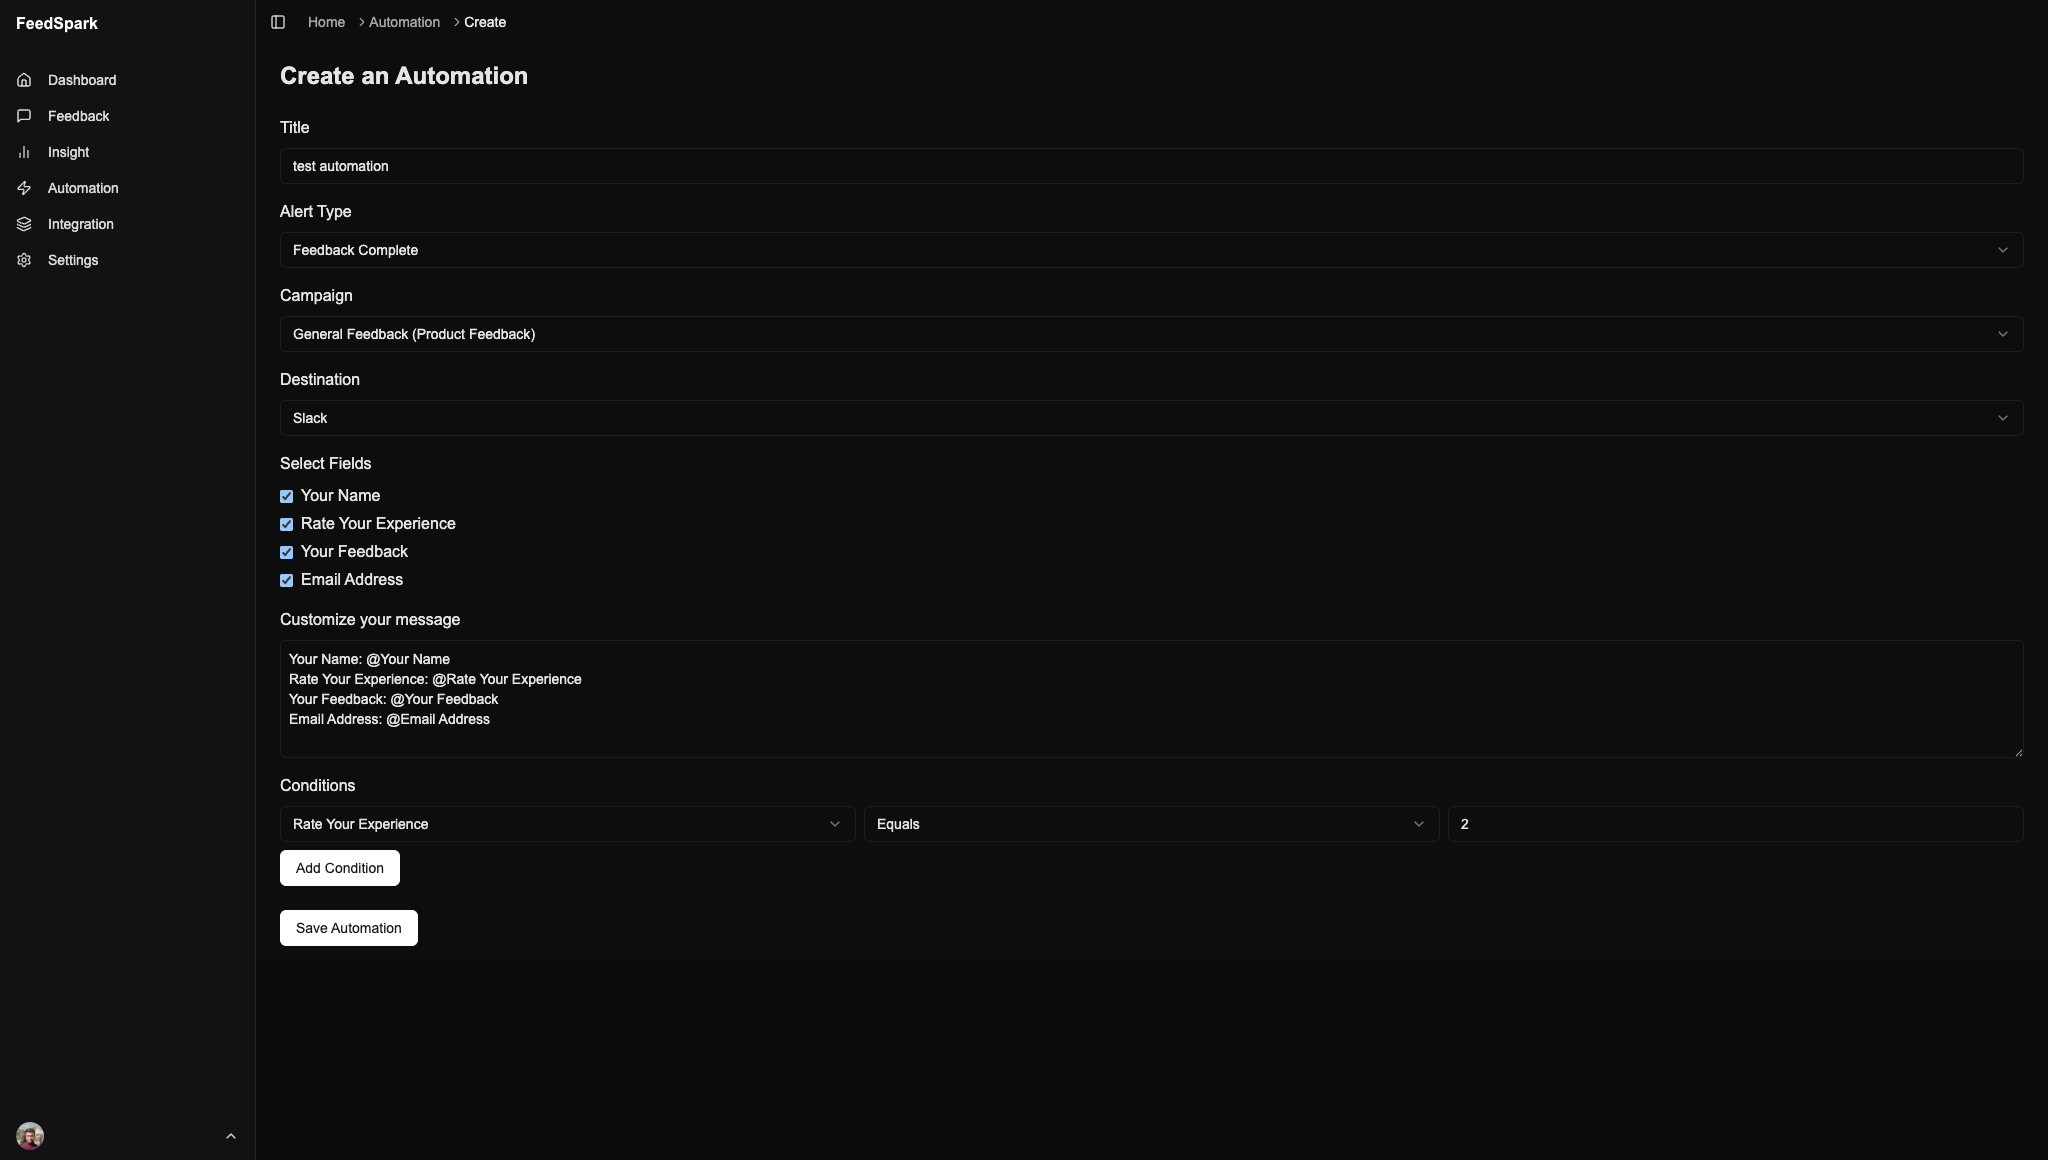 FeedSpark
Dashboard
Feedback
Insight
Automation
Integration
Settings
Home > Automation > Create
Create an Automation
Title
test automation
Alert Type
Feedback Complete
Campaign
General Feedback (Product Feedback)
Destination
Slack
Select Fields
Your Name
Rate Your Experience
Your Feedback
Email Address
Customize your message
Your Name: @Your Name
Rate Your Experience: @Rate Your Experience
Your Feedback: @Your Feedback
Email Address: @Email Address
Conditions
Rate Your Experience Equals 2
Add Condition
Save Automation